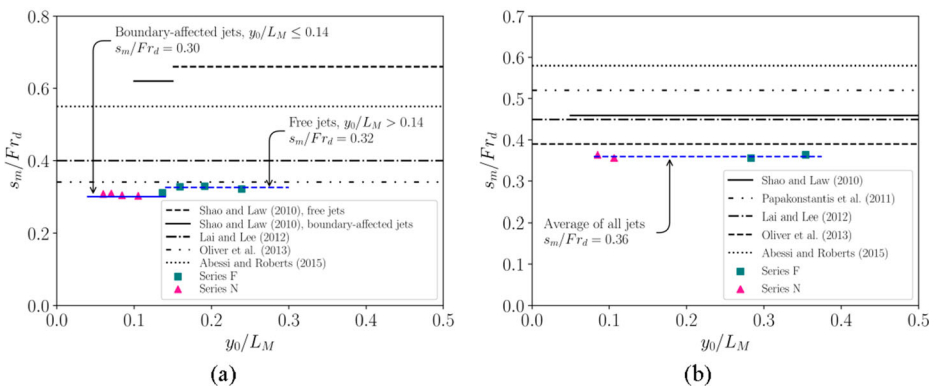 (a)
0.8
0.6
0.4
0.2
0.0
0.0
0.1
0.2
0.3
0.4
0.5
s_m/Fr_d
y_0/L_M
Boundary-affected jets, y_0/L_M ≤ 0.14
s_m/Fr_d = 0.30
Free jets, y_0/L_M > 0.14
s_m/Fr_d = 0.32
Shao and Law (2010), free jets
Shao and Law (2010), boundary-affected jets
Lai and Lee (2012)
Oliver et al. (2013)
Abessi and Roberts (2015)
Series F
Series N
(a)
(b)
0.7
0.6
0.5
0.4
0.3
0.2
0.1
0.0
0.0
0.1
0.2
0.3
0.4
0.5
s_m/Fr_d
y_0/L_M
Average of all jets
s_m/Fr_d = 0.36
Shao and Law (2010)
Papakonstantis et al. (2011)
Lai and Lee (2012)
Oliver et al. (2013)
Abessi and Roberts (2015)
Series F
Series N
(b)